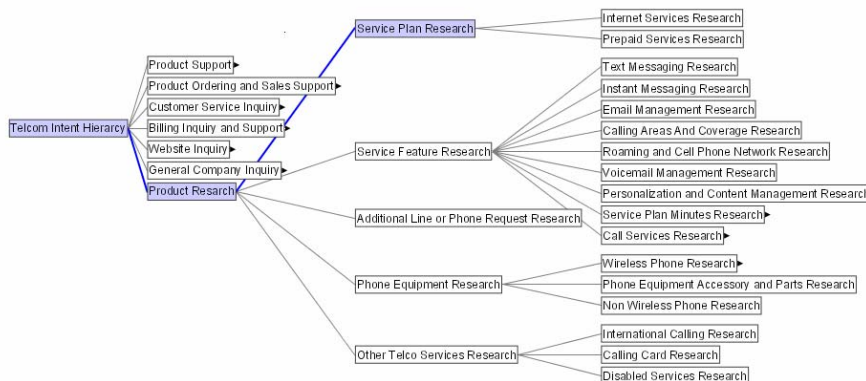 Telcom Intent Hierarcy
Product Support
Product Ordering and Sales Support
Customer Service Inquiry
Billing Inquiry and Support
Website Inquiry
General Company Inquiry
Product Resarch
Service Plan Research
Service Feature Research
Additional Line or Phone Request Research
Phone Equipment Research
Other Telco Services Research
Internet Services Research
Prepaid Services Research
Text Messaging Research
Instant Messaging Research
Email Management Research
Calling Areas And Coverage Research
Roaming and Cell Phone Network Research
Voicemail Management Research
Personalization and Content Management Research
Service Plan Minutes Research
Call Services Research
Wireless Phone Research
Phone Equipment Accessory and Parts Research
Non Wireless Phone Research
International Calling Research
Calling Card Research
Disabled Services Research